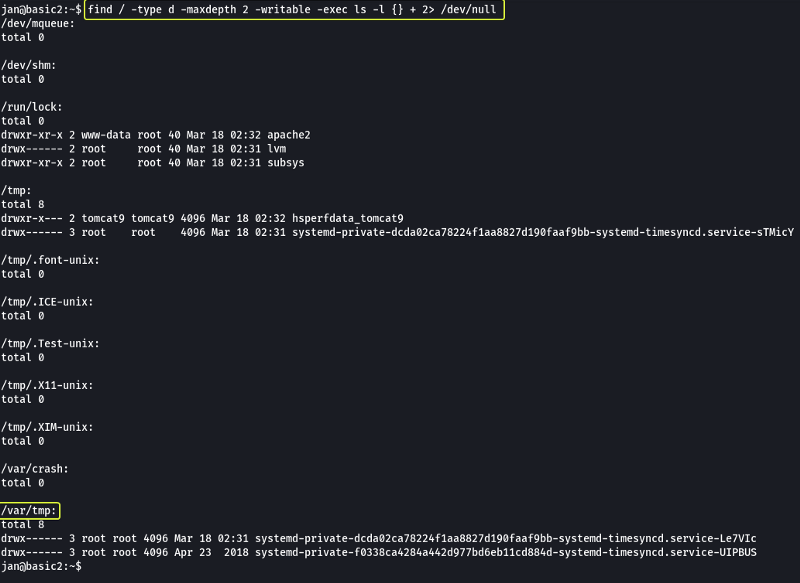 jan@basic2:~$ find / -type d -maxdepth 2 -writable -exec ls -l {} + 2> /dev/null
/dev/mqueue:
total 0

/dev/shm:
total 0

/run/lock:
total 0
drwxr-xr-x 2 www-data root 40 Mar 18 02:32 apache2
drwx------ 2 root     root 40 Mar 18 02:31 lvm
drwxr-xr-x 2 root     root 40 Mar 18 02:31 subsys

/tmp:
total 8
drwxr-x--- 2 tomcat9 tomcat9 4096 Mar 18 02:32 hsperfdata_tomcat9
drwx------ 3 root    root    4096 Mar 18 02:31 systemd-private-dcda02ca78224f1aa8827d190faaf9bb-systemd-timesyncd.service-sTMicY

/tmp/.font-unix:
total 0

/tmp/.ICE-unix:
total 0

/tmp/.Test-unix:
total 0

/tmp/.X11-unix:
total 0

/tmp/.XIM-unix:
total 0

/var/crash:
total 0

/var/tmp:
total 8
drwx------ 3 root root 4096 Mar 18 02:31 systemd-private-dcda02ca78224f1aa8827d190faaf9bb-systemd-timesyncd.service-Le7VIc
drwx------ 3 root root 4096 Apr 23  2018 systemd-private-f0338ca4284a442d977bd6eb11cd884d-systemd-timesyncd.service-UIPBUS
jan@basic2:~$